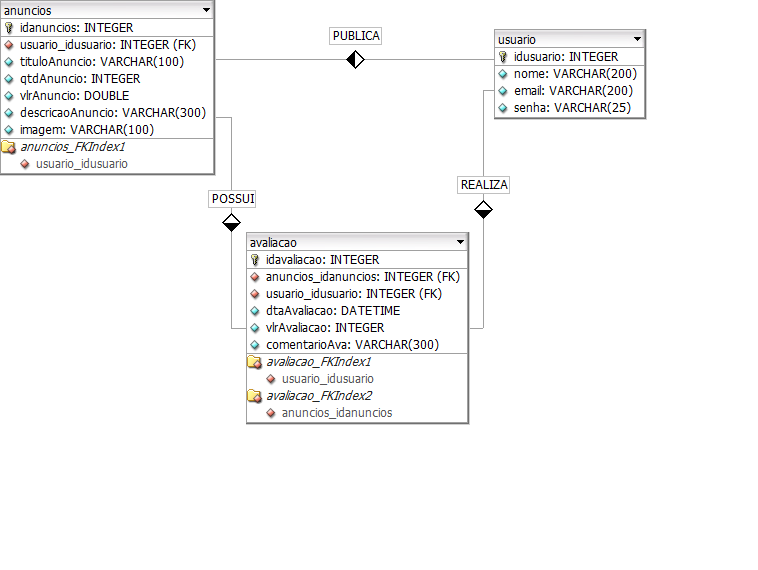 anuncios
idanuncios: INTEGER
usuario_idusuario: INTEGER (FK)
tituloAnuncio: VARCHAR(100)
qtdAnuncio: INTEGER
vlrAnuncio: DOUBLE
descricaoAnuncio: VARCHAR(300)
imagem: VARCHAR(100)
anuncios_FKIndex1
usuario_idusuario
PUBLICA
usuario
idusuario: INTEGER
nome: VARCHAR(200)
email: VARCHAR(200)
senha: VARCHAR(25)
POSSUI
REALIZA
avaliacao
idavaliacao: INTEGER
anuncios_idanuncios: INTEGER (FK)
usuario_idusuario: INTEGER (FK)
dtaAvaliacao: DATETIME
vlrAvaliacao: INTEGER
comentarioAva: VARCHAR(300)
avaliacao_FKIndex1
usuario_idusuario
avaliacao_FKIndex2
anuncios_idanuncios